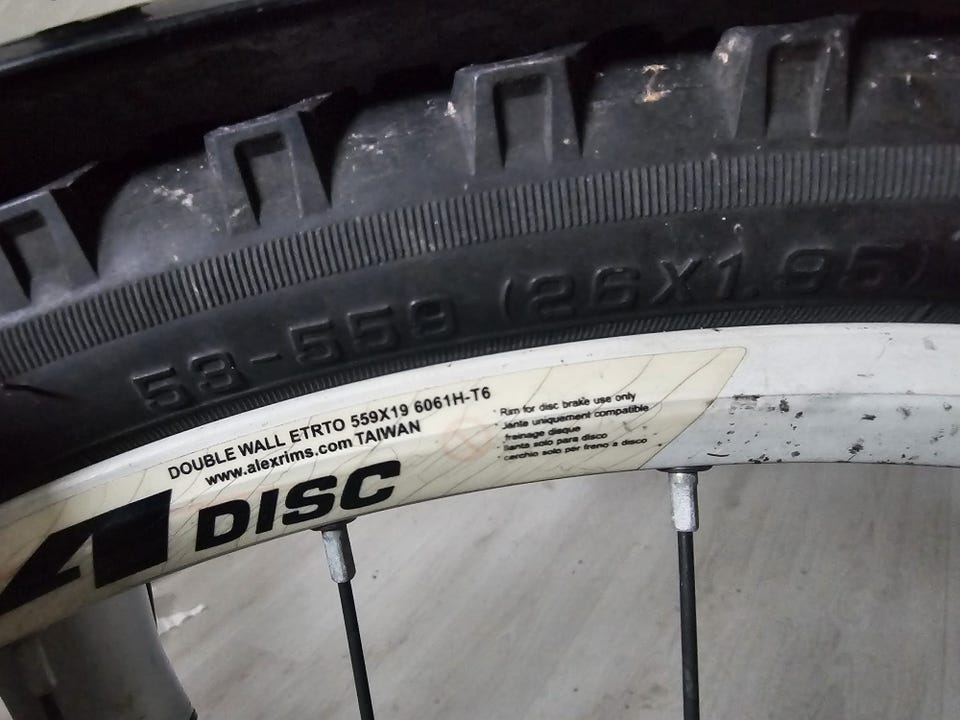 53-559 (26X1.95)
DOUBLE WALL ETRTO 559X19 6061H-T6
www.alexrims.com TAIWAN
DISC
* Rim for disc brake use only
* Jante uniquement compatible
freinage disque
* llanta solo para disco
* cerchio solo per freno a disco